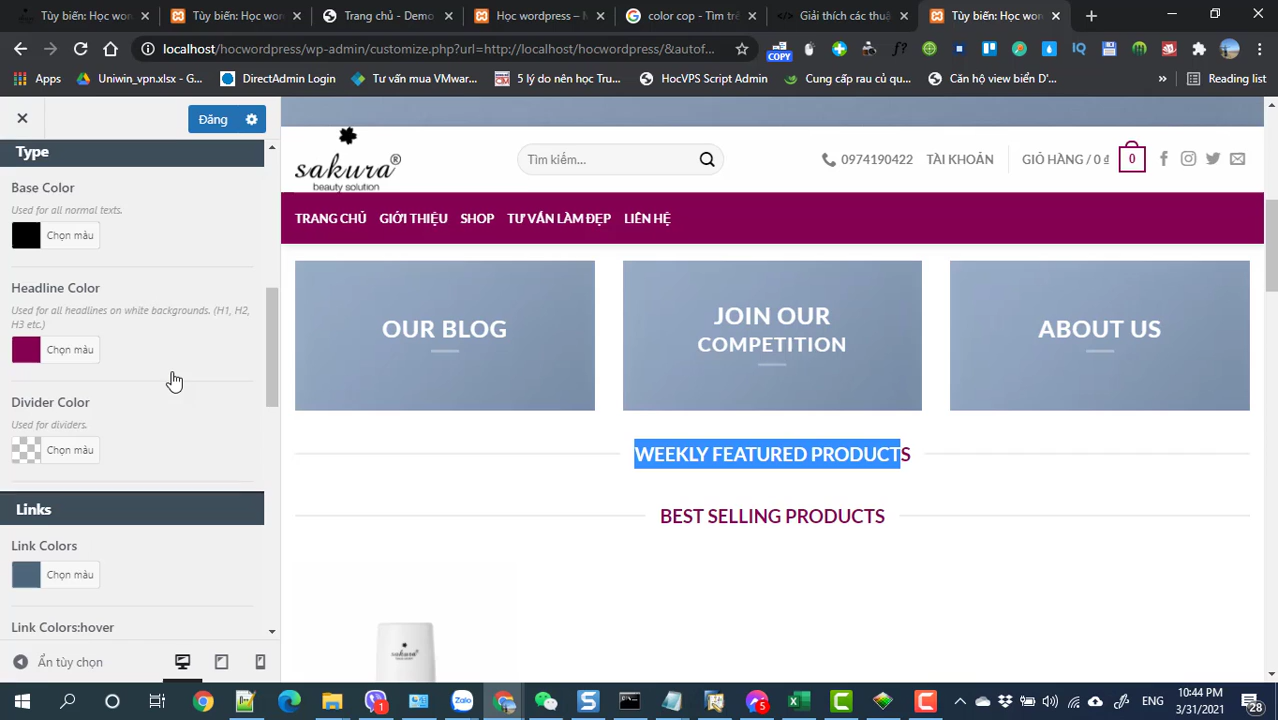 Tùy biến: Học wor
Tùy biến: Học wor
Trang chủ - Demo
Học wordpress –
color cop - Tìm
Giải thích các
Tùy biến: Học wor
localhost/hocwordpress/wp-admin/customize.php?url=http://localhost/hocwordpress/&autof...
COPY
f?
IQ
Apps
Uniwin_vpn.xlsx - G...
DirectAdmin Login
Tư vấn mua VMwar...
5 lý do nên học Tru...
HocVPS Script Admin
Cung cấp rau củ qu...
Căn hộ view biển D'...
»
Reading list
Đăng
sakura®
beauty solution
Tìm kiếm...
0974190422
TÀI KHOẢN
GIỎ HÀNG / 0 ₫
0
TRANG CHỦ
GIỚI THIỆU
SHOP
TƯ VẤN LÀM ĐẸP
LIÊN HỆ
Type
Base Color
Used for all normal texts.
Chọn màu
Headline Color
Used for all headlines on white backgrounds. (H1, H2,
H3 etc.)
Chọn màu
Divider Color
Used for dividers.
Chọn màu
Links
Link Colors
Chọn màu
Link Colors:hover
Ẩn tùy chọn
OUR BLOG
JOIN OUR
COMPETITION
ABOUT US
WEEKLY FEATURED PRODUCTS
BEST SELLING PRODUCTS
sakura
1
Zalo
5
ENG
10:44 PM
3/31/2021
28